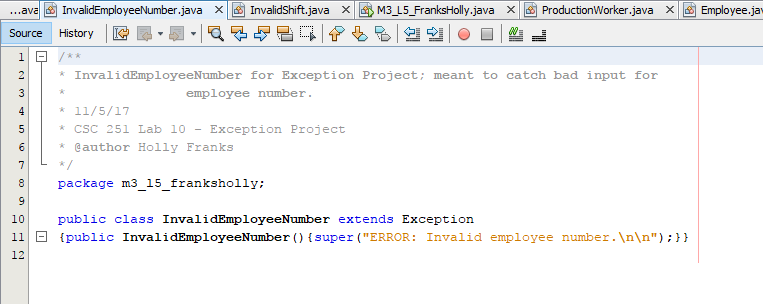 ...ava InvalidEmployeeNumber.java InvalidShift.java M3_L5_FranksHolly.java ProductionWorker.java Employee.java
Source History
1 /**
2 * InvalidEmployeeNumber for Exception Project; meant to catch bad input for
3 * employee number.
4 * 11/5/17
5 * CSC 251 Lab 10 - Exception Project
6 * @author Holly Franks
7 */
8 package m3_l5_franksholly;
9
10 public class InvalidEmployeeNumber extends Exception
11 {public InvalidEmployeeNumber(){super("ERROR: Invalid employee number.\n\n");}}
12